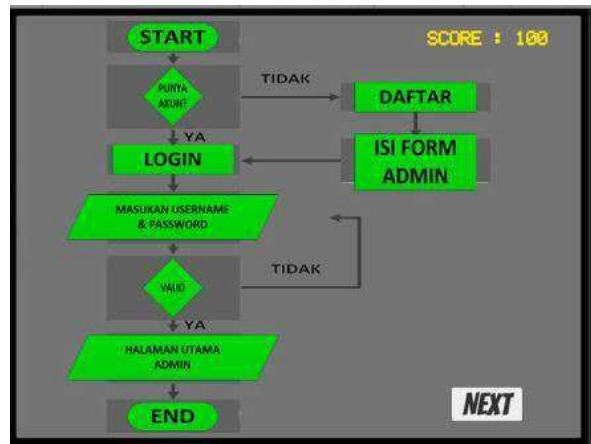 START
SCORE : 100
PUNYA
AKUN?
TIDAK
DAFTAR
YA
LOGIN
ISI FORM
ADMIN
MASUKAN USERNAME
& PASSWORD
TIDAK
VALID
YA
HALAMAN UTAMA
ADMIN
END
NEXT